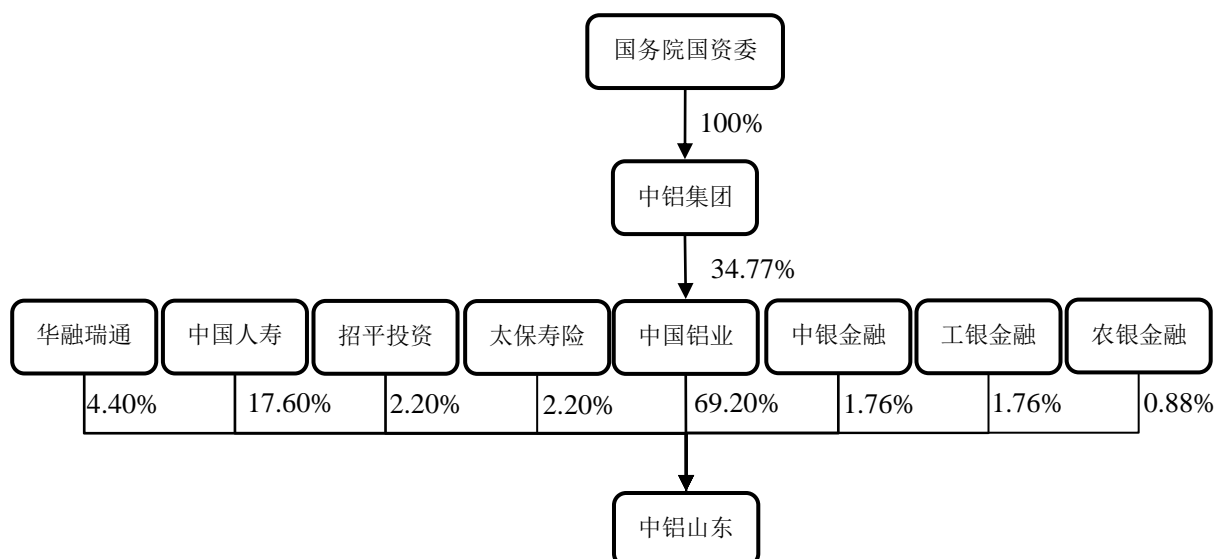 国务院国资委
100%
中铝集团
34.77%
华融瑞通 中国人寿 招平投资 太保寿险 中国铝业 中银金融 工银金融 农银金融
4.40% 17.60% 2.20% 2.20% 69.20% 1.76% 1.76% 0.88%
中铝山东